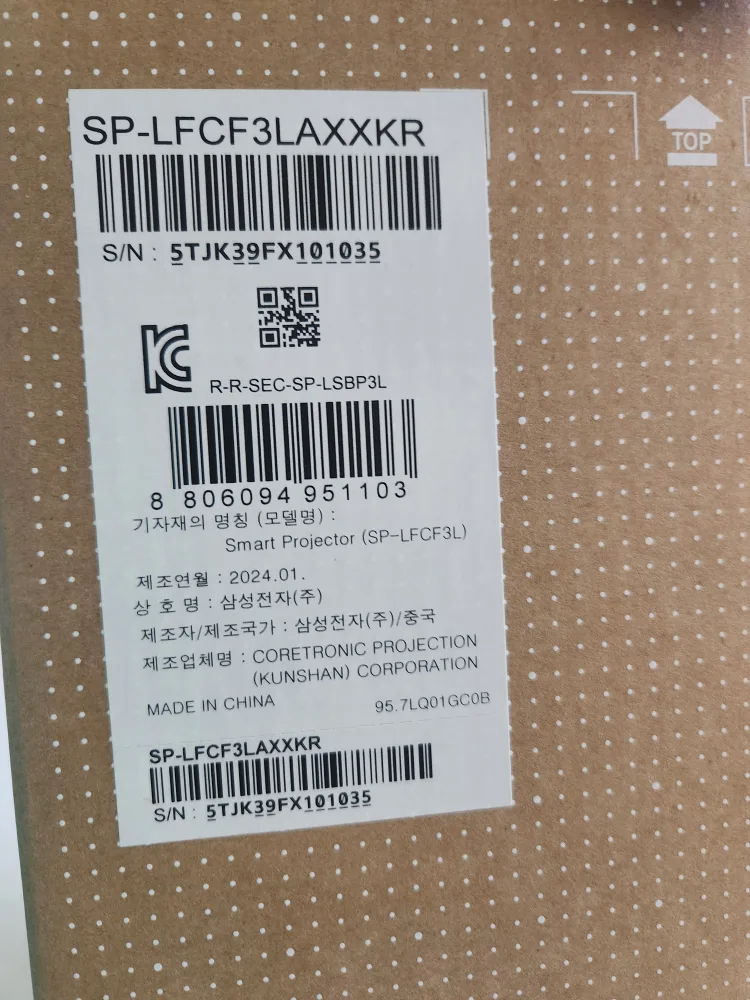 TOP
SP-LFCF3LAXXKR
S/N : 5TJK39FX101035
R-R-SEC-SP-LSBP3L
8 806094 951103
기자재의 명칭 (모델명) :
Smart Projector (SP-LFCF3L)
제조연월 : 2024.01.
상 호 명 : 삼성전자(주)
제조자/제조국가 : 삼성전자(주)/중국
제조업체명 : CORETRONIC PROJECTION
(KUNSHAN) CORPORATION
MADE IN CHINA 95.7LQ01GC0B
SP-LFCF3LAXXKR
S/N : 5TJK39FX101035